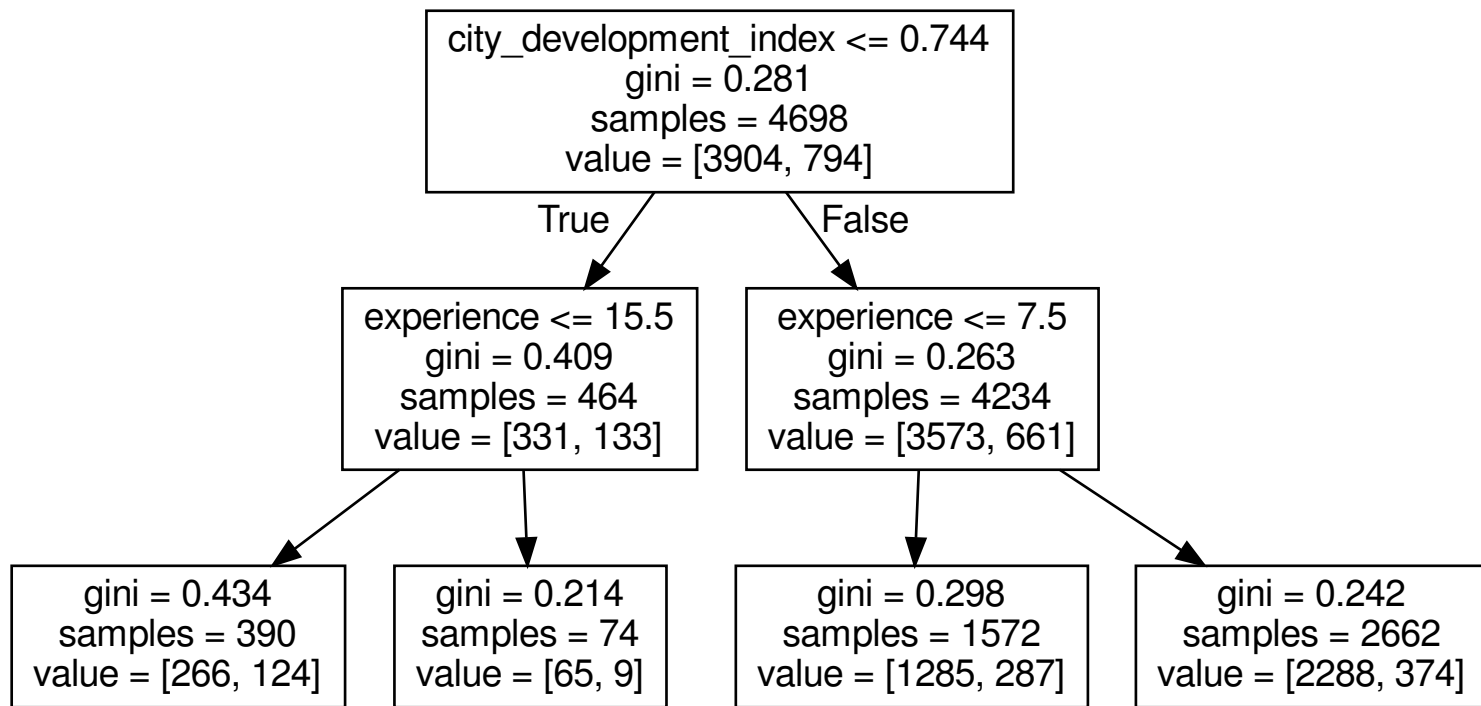 city_development_index <= 0.744
gini = 0.281
samples = 4698
value = [3904, 794]
True
False
experience <= 15.5
gini = 0.409
samples = 464
value = [331, 133]
experience <= 7.5
gini = 0.263
samples = 4234
value = [3573, 661]
gini = 0.434
samples = 390
value = [266, 124]
gini = 0.214
samples = 74
value = [65, 9]
gini = 0.298
samples = 1572
value = [1285, 287]
gini = 0.242
samples = 2662
value = [2288, 374]